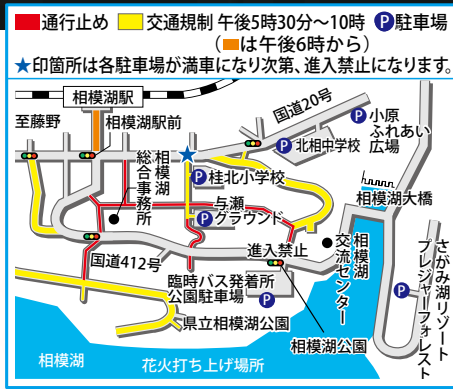 通行止め 交通規制 午後5時30分～10時 P駐車場
（ は午後6時から）
★印箇所は各駐車場が満車になり次第、進入禁止になります。
相模湖駅
至藤野
相模湖駅前
国道20号
P
小原
ふれあい
広場
P 北相中学校
相模湖
総合事務所
P 桂北小学校
与瀬
P グラウンド
相模湖大橋
国道412号
進入禁止
相模湖
交流センター
さがみ湖リゾート
プレジャーフォレスト
P
臨時バス発着所
公園駐車場
P
県立相模湖公園
相模湖公園
相模湖
花火打ち上げ場所